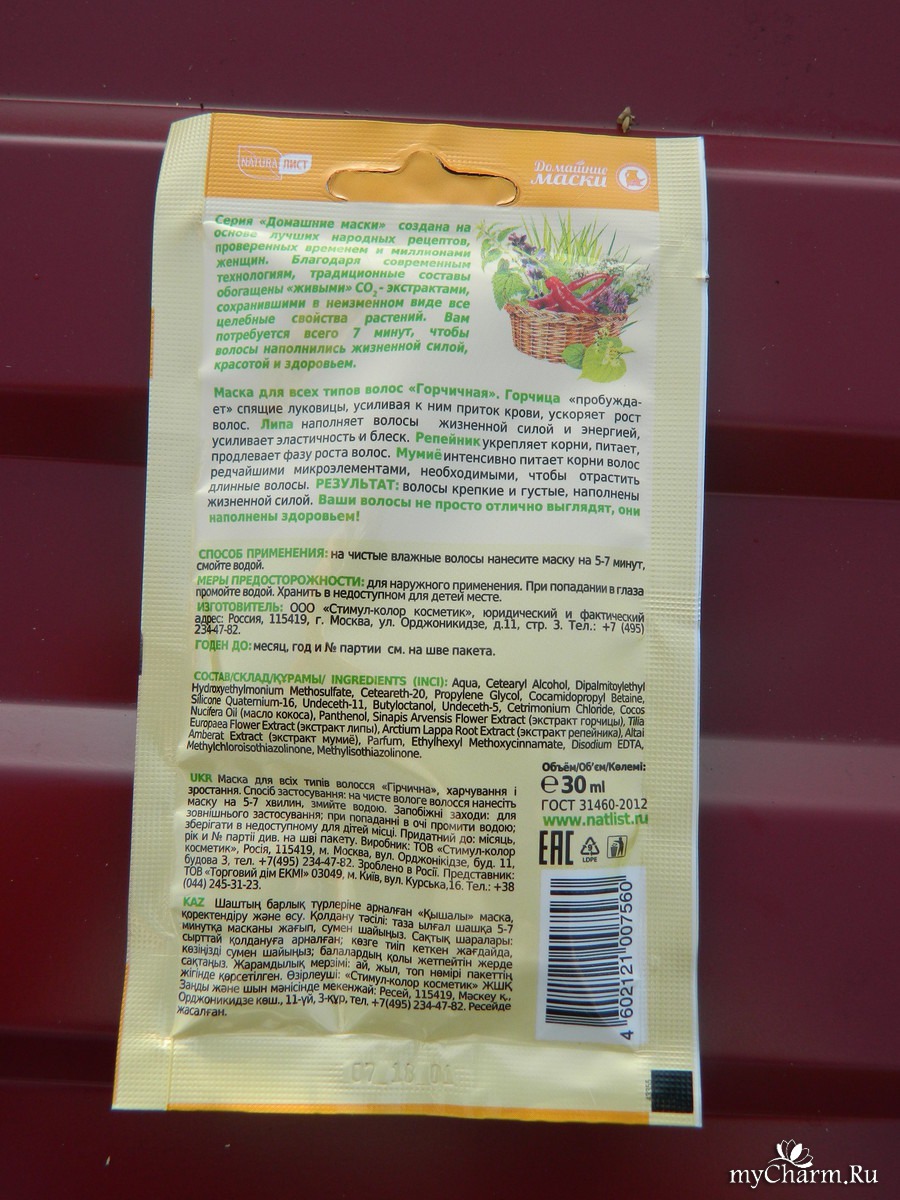 NATURA ЛИСТ
Домашние
маски
Серия «Домашние маски» создана на
основе лучших народных рецептов,
проверенных временем и миллионами
женщин. Благодаря современным
технологиям, традиционные составы
обогащены «живыми» CO2- экстрактами,
сохранившими в неизменном виде все
целебные свойства растений. Вам
потребуется всего 7 минут, чтобы
волосы наполнились жизненной силой,
красотой и здоровьем.
Маска для всех типов волос «Горчичная». Горчица «пробужда-
ет» спящие луковицы, усиливая к ним приток крови, ускоряет рост
волос. Липа наполняет волосы жизненной силой и энергией,
усиливает эластичность и блеск. Репейник укрепляет корни, питает,
продлевает фазу роста волос. Мумиё интенсивно питает корни волос
редчайшими микроэлементами, необходимыми, чтобы отрастить
длинные волосы. РЕЗУЛЬТАТ: волосы крепкие и густые, наполнены
жизненной силой. Ваши волосы не просто отлично выглядят, они
наполнены здоровьем!
СПОСОБ ПРИМЕНЕНИЯ: на чистые влажные волосы нанесите маску на 5-7 минут,
смойте водой.
МЕРЫ ПРЕДОСТОРОЖНОСТИ: для наружного применения. При попадании в глаза
промойте водой. Хранить в недоступном для детей месте.
ИЗГОТОВИТЕЛЬ: ООО «Стимул-колор косметик», юридический и фактический
адрес: Россия, 115419, г. Москва, ул. Орджоникидзе, д.11, стр. 3. Тел.: +7 (495)
234-47-82.
ГОДЕН ДО: месяц, год и № партии см. на шве пакета.
СОСТАВ/СКЛАД/ҚҰРАМЫ/ INGREDIENTS (INCI): Aqua, Cetearyl Alcohol, Dipalmitoylethyl
Hydroxyethylmonium Methosulfate, Ceteareth-20, Propylene Glycol, Cocamidopropyl Betaine,
Silicone Quaternium-16, Undeceth-11, Butyloctanol, Undeceth-5, Cetrimonium Chloride, Cocos
Nucifera Oil (масло кокоса), Panthenol, Sinapis Arvensis Flower Extract (экстракт горчицы), Tilia
Europaea Flower Extract (экстракт липы), Arctium Lappa Root Extract (экстракт репейника), Altai
Amberat Extract (экстракт мумиё), Parfum, Ethylhexyl Methoxycinnamate, Disodium EDTA,
Methylchloroisothiazolinone, Methylisothiazolinone.
UKR Маска для всіх типів волосся «Гірчична», харчування і
зростання. Спосіб застосування: на чисте вологе волосся нанесіть
маску на 5-7 хвилин, змийте водою. Запобіжні заходи: для
зовнішнього застосування; при попаданні в очі промити водою;
зберігати в недоступному для дітей місці. Придатний до: місяць,
рік и № партії див. на шві пакету. Виробник: ТОВ «Стимул-колор
косметик», Росія, 115419, м. Москва, вул. Орджонікідзе, буд. 11,
будова 3, тел. +7(495) 234-47-82. Зроблено в Росії. Представник:
ТОВ «Торговий дім ЕКМІ» 03049, м. Київ, вул. Курська,16. Тел.: +38
(044) 245-31-23.
KAZ Шаштың барлық түрлеріне арналған «Қышалы» маска,
қоректендіру және өсу. Қолдану тәсілі: таза ылғал шашқа 5-7
минутқа масканы жағып, сумен шайыңыз. Сақтық шаралары:
сырттай қолдануға арналған; көзге тиіп кеткен жағдайда,
көзіңізді сумен шайыңыз; балалардың қолы жетпейтін жерде
сақтаңыз. Жарамдылық мерзімі: ай, жыл, топ нөмірі пакеттің
жігінде көрсетілген. Өзірлеуші: «Стимул-колор косметик» ЖШҚ
Заңды және шын мәнісінде мекенжай: Ресей, 115419, Мәскеу қ.,
Орджоникидзе көш., 11-үй, 3-құр, тел. +7(495) 234-47-82. Ресейде
жасалған.
Объём/Об'єм/Көлемі:
℮ 30 ml
ГОСТ 31460-2012
www.natlist.ru
EAC
LDPE
4 602121 007560
07 18 01
myCharm.Ru